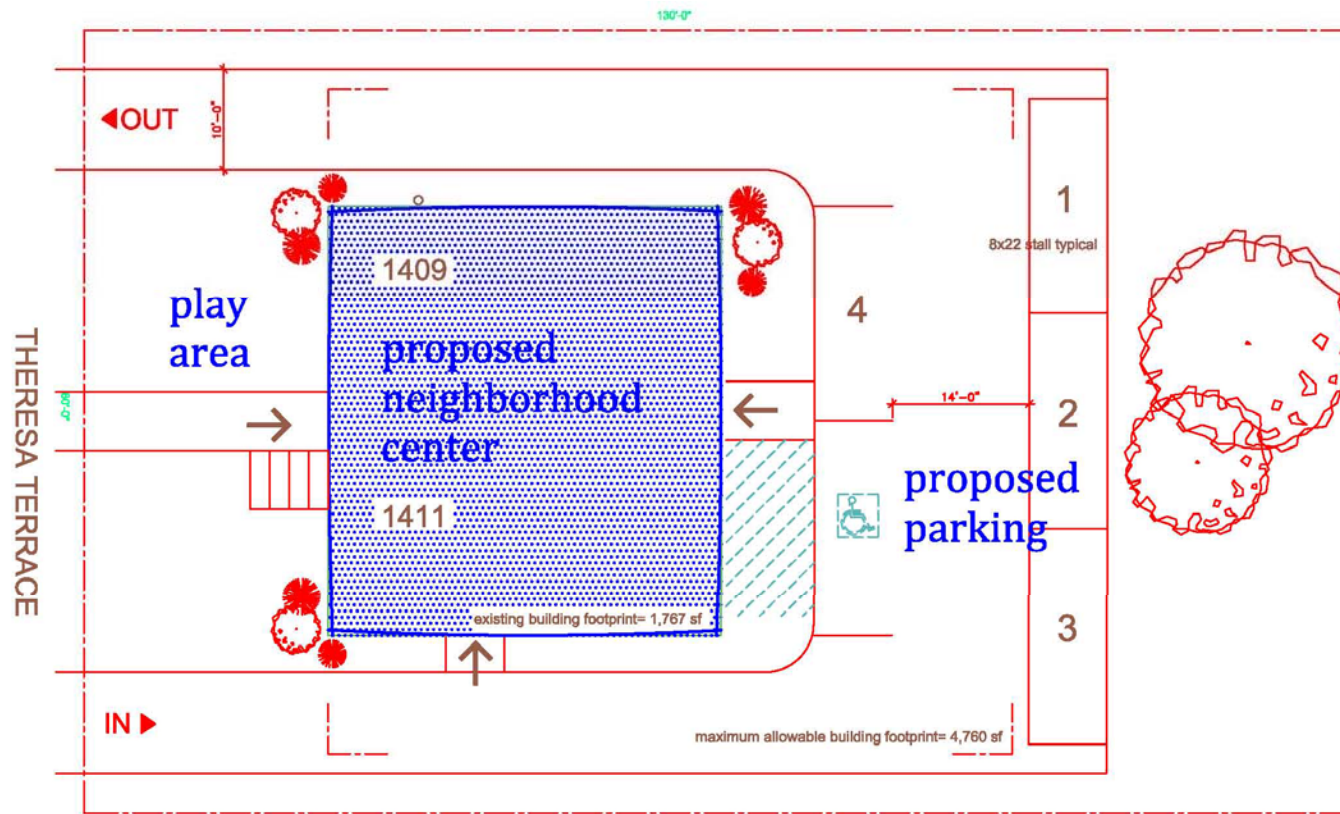 130'-0"
◄OUT
10'-0"
1
8x22 stall typical
1409
4
play
area
proposed
neighborhood
center
THERESA TERRACE
14'-0"
2
1411
proposed
parking
existing building footprint= 1,767 sf
3
IN ►
maximum allowable building footprint= 4,760 sf